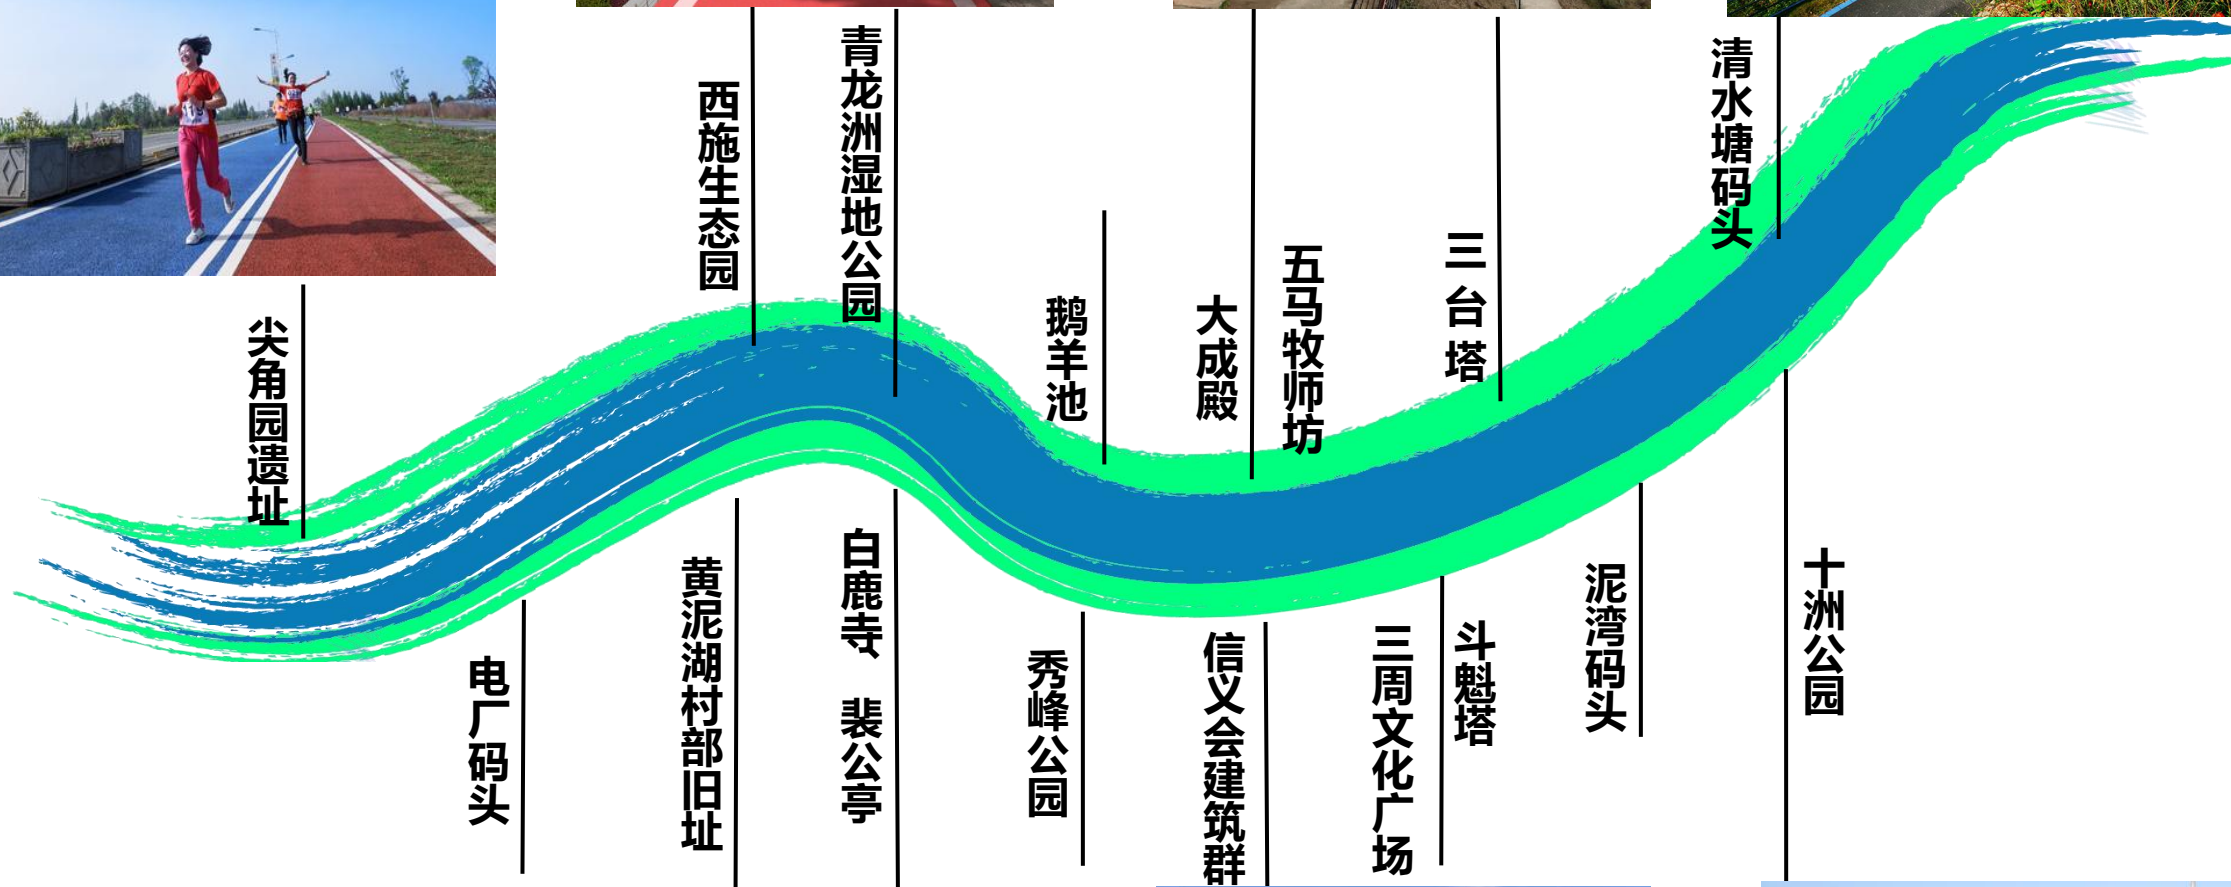 尖角园遗址
西施生态园
青龙洲湿地公园
鹅羊池
大成殿
五马牧师坊
三台塔
清水塘码头
电厂码头
黄泥湖村部旧址
白鹿寺、裴公亭
秀峰公园
信义会建筑群
三周文化广场
斗魁塔
泥湾码头
十洲公园